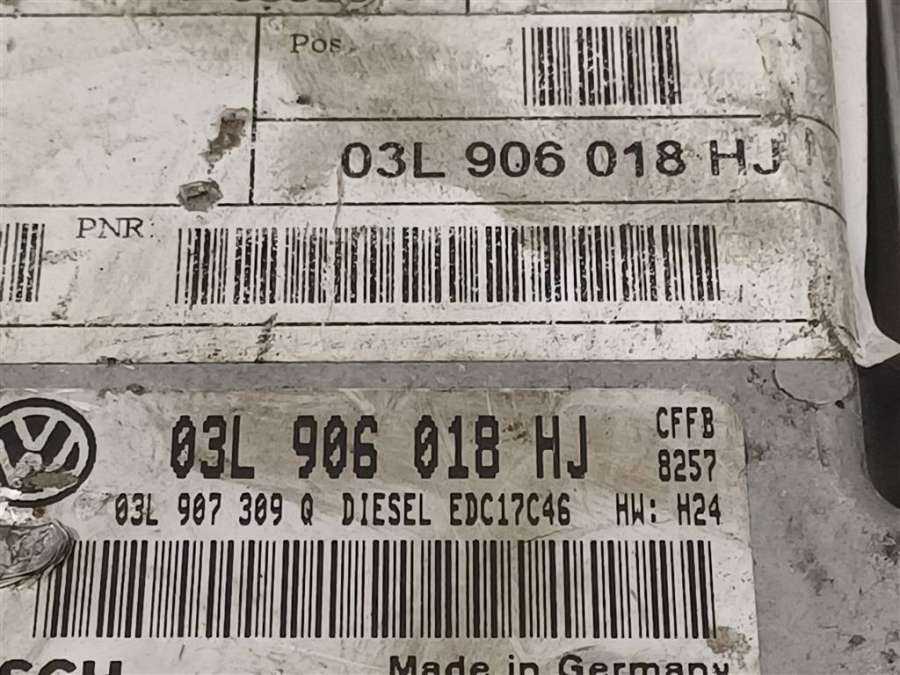 Pos
03L 906 018 HJ
PNR:
03L 906 018 HJ
CFFB
8257
03L 907 309 Q DIESEL EDC17C46 HW: H24
Made in Germany